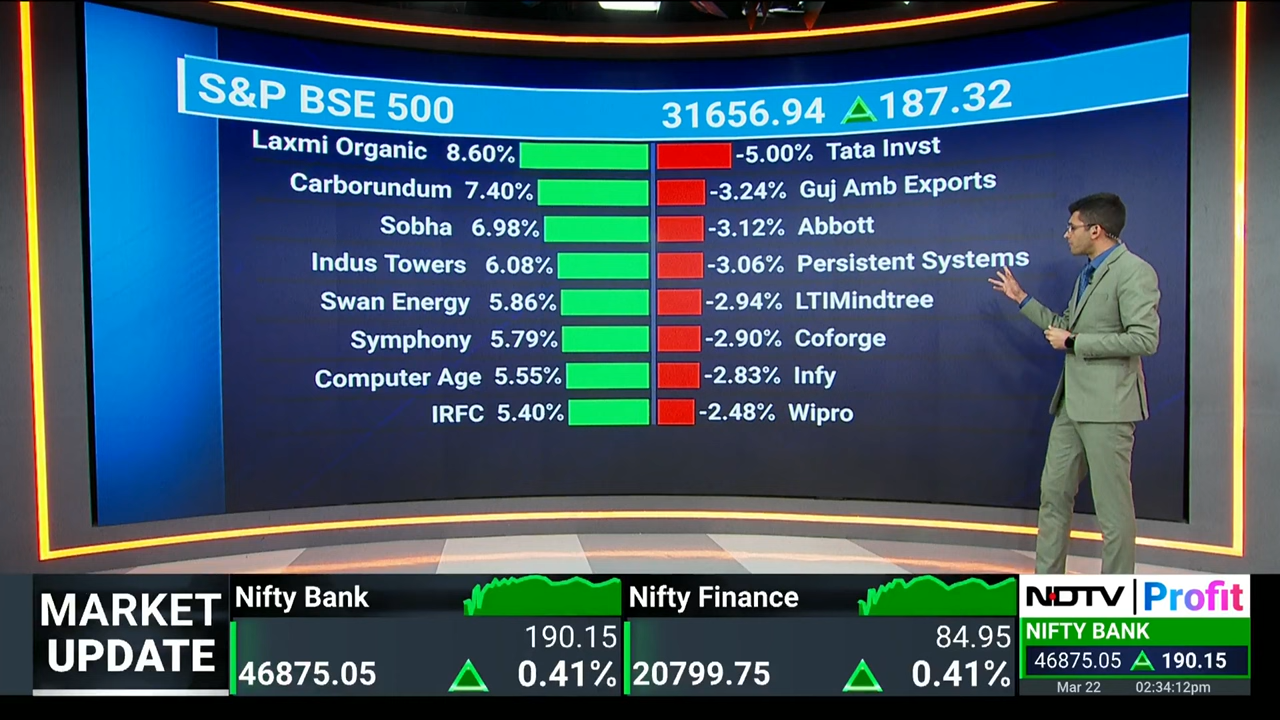 S&P BSE 500 31656.94 187.32
Laxmi Organic 8.60% -5.00% Tata Invst
Carborundum 7.40% -3.24% Guj Amb Exports
Sobha 6.98% -3.12% Abbott
Indus Towers 6.08% -3.06% Persistent Systems
Swan Energy 5.86% -2.94% LTIMindtree
Symphony 5.79% -2.90% Coforge
Computer Age 5.55% -2.83% Infy
IRFC 5.40% -2.48% Wipro
MARKET
UPDATE
Nifty Bank
190.15
46875.05 0.41%
Nifty Finance
84.95
20799.75 0.41%
NDTV Profit
NIFTY BANK
46875.05 190.15
Mar 22 02:34:12pm